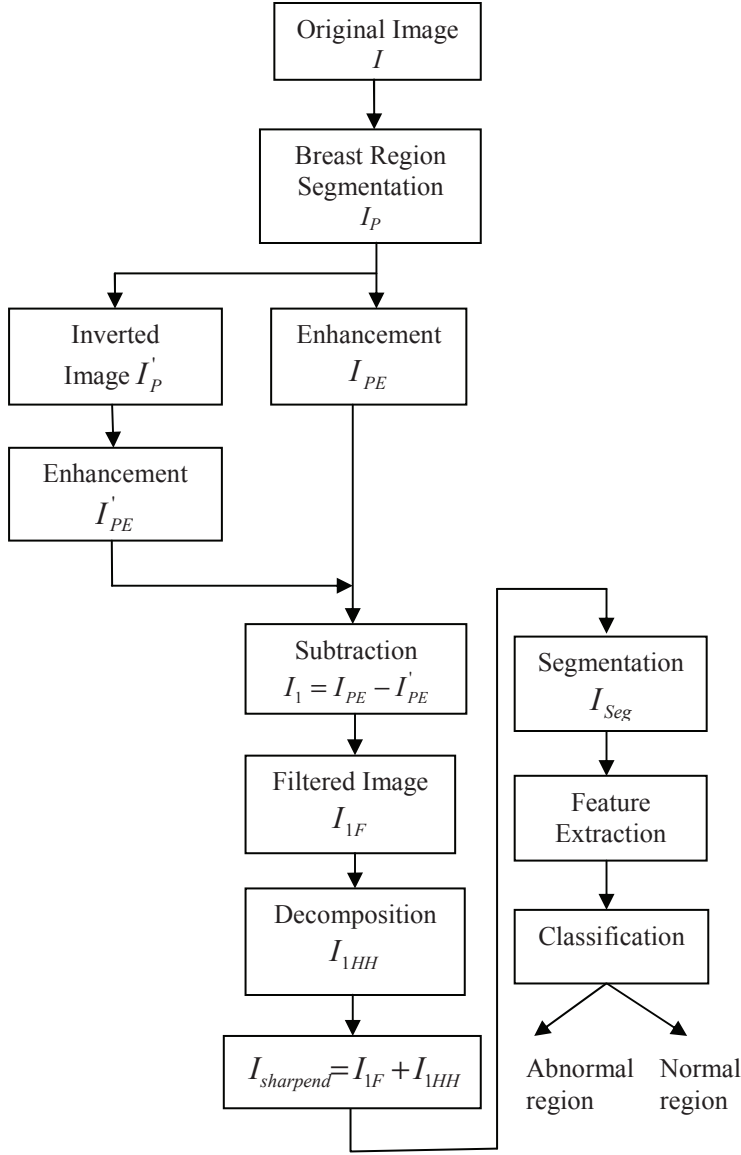 Original Image
I
Breast Region
Segmentation
I_P
Inverted
Image I'_P
Enhancement
I_PE
Enhancement
I'_PE
Subtraction
I_1 = I_PE − I'_PE
Filtered Image
I_1F
Decomposition
I_1HH
I_sharpend = I_1F + I_1HH
Segmentation
I_Seg
Feature
Extraction
Classification
Abnormal
region
Normal
region